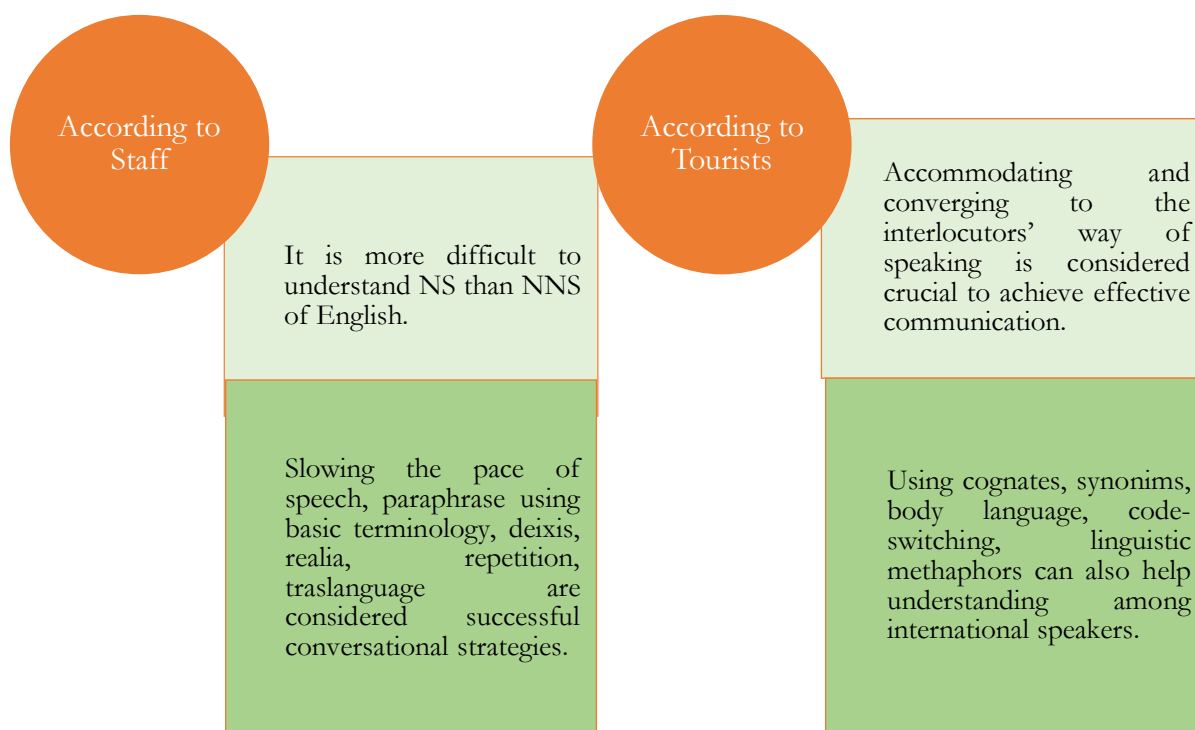 According to
Staff
It is more difficult to
understand NS than NNS
of English.
Slowing the pace of
speech, paraphrase using
basic terminology, deixis,
realia, repetition,
traslanguage are
considered successful
conversational strategies.
According to
Tourists
Accommodating and
converging to the
interlocutors’ way of
speaking is considered
crucial to achieve effective
communication.
Using cognates, synonims,
body language, code-
switching, linguistic
methaphors can also help
understanding among
international speakers.